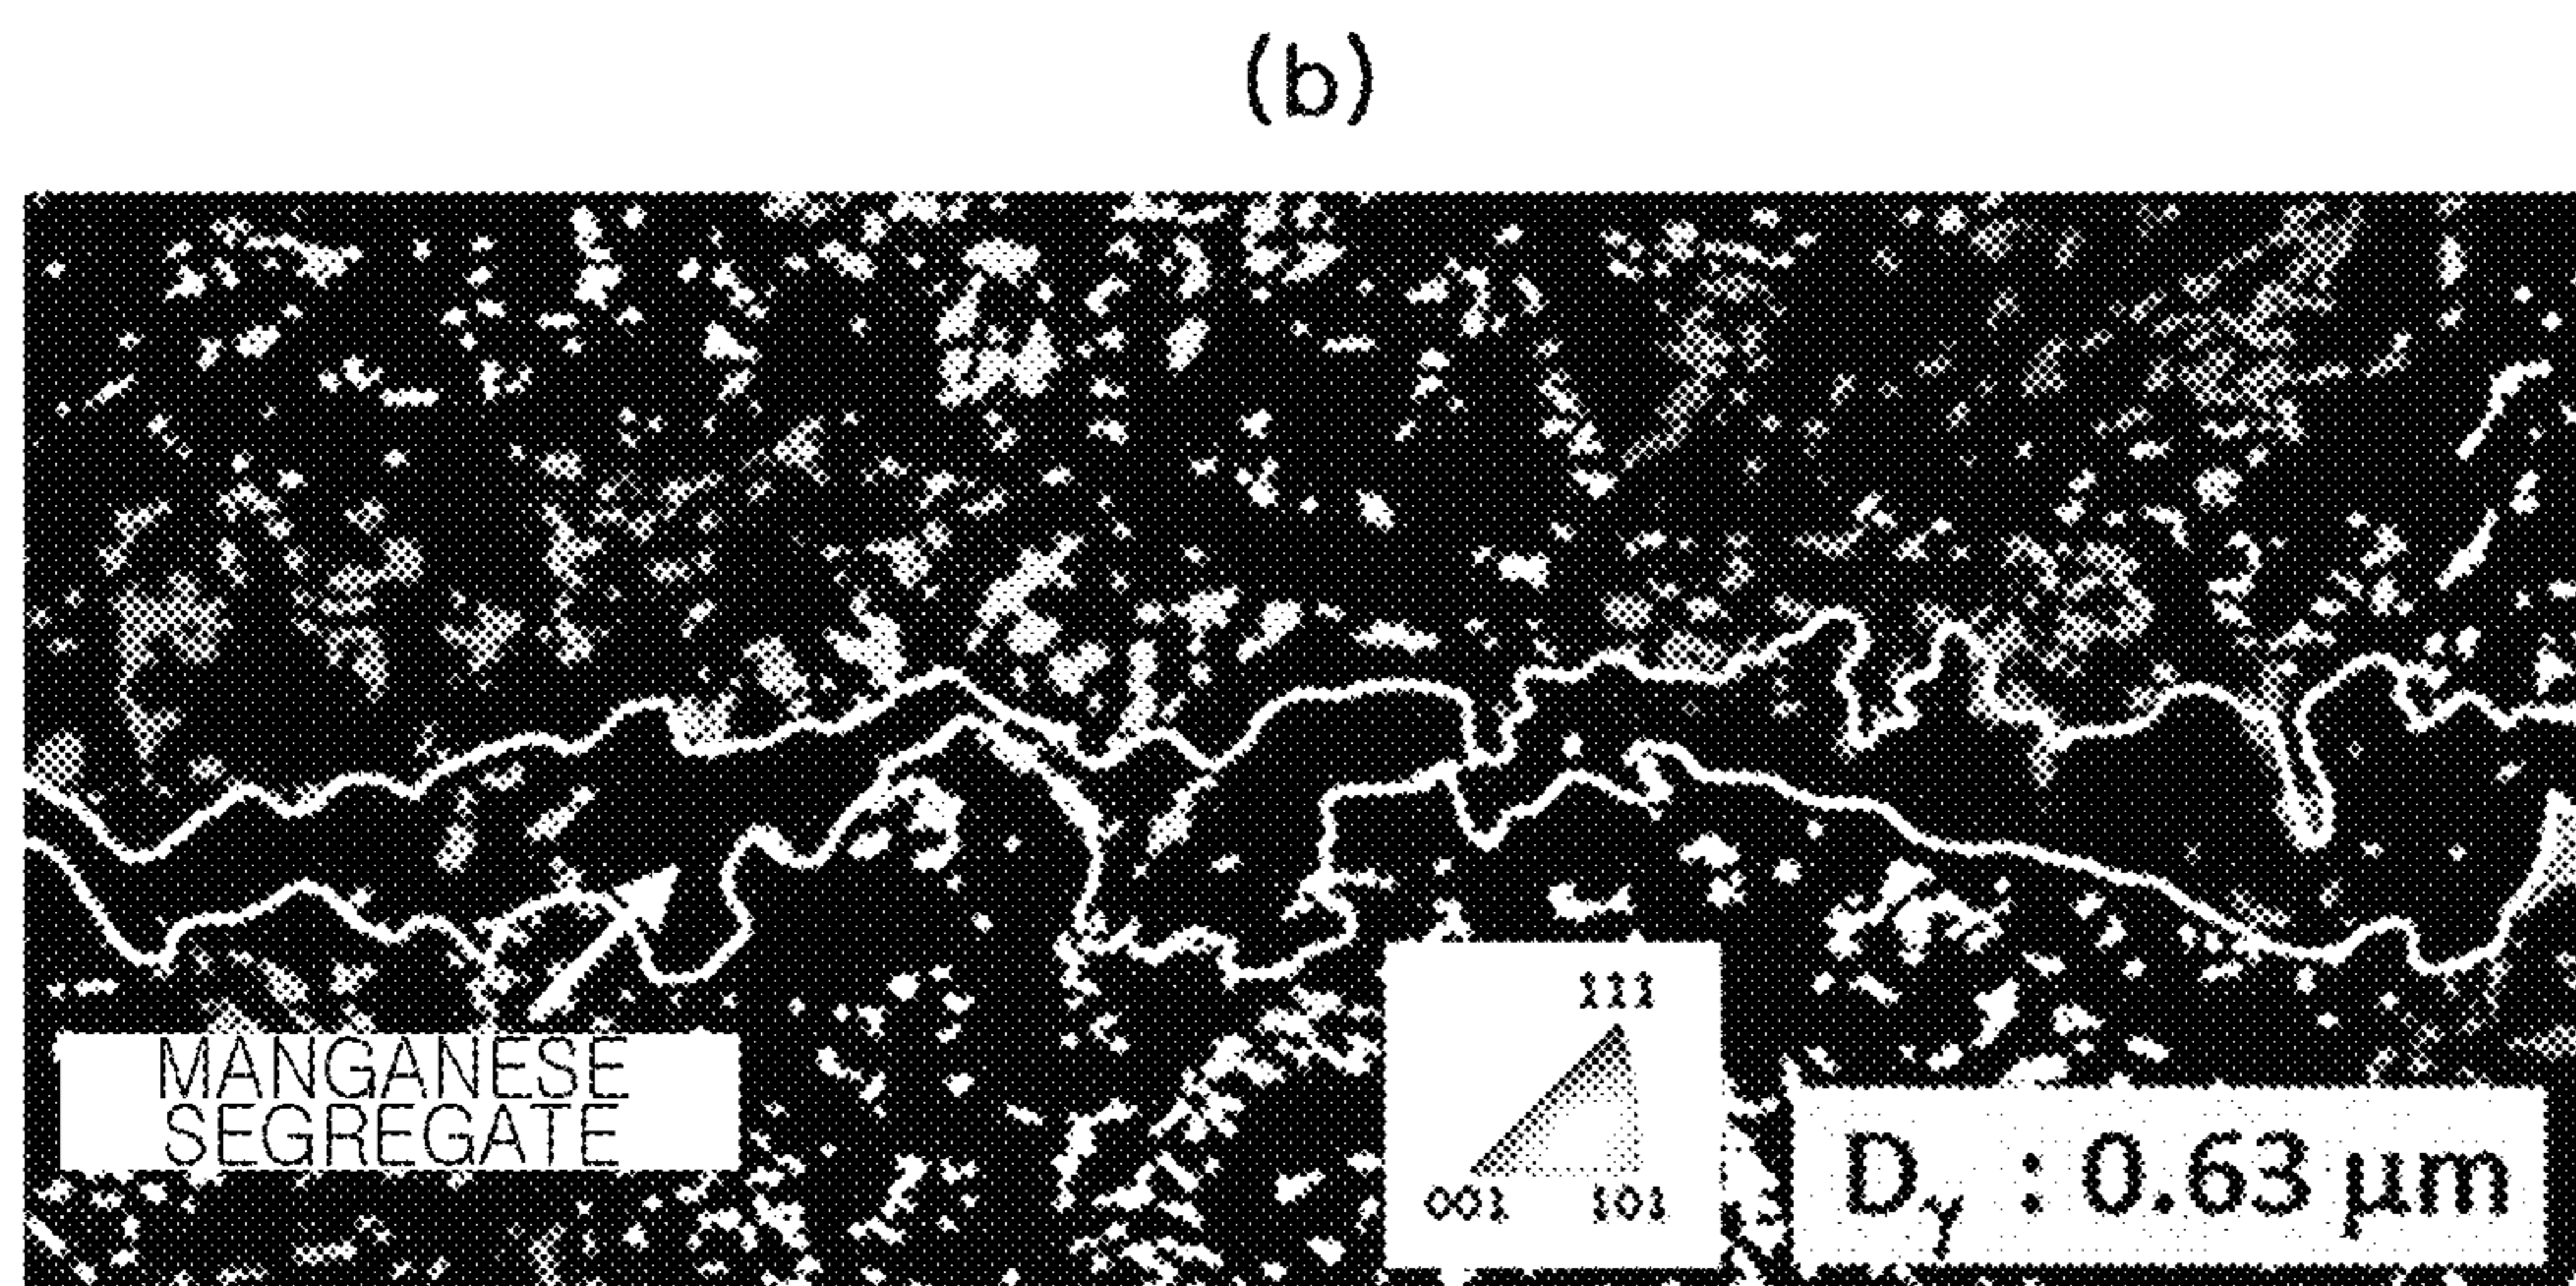 (b)
MANGANESE
SEGREGATE
111
001 101
Dγ : 0.63 μm